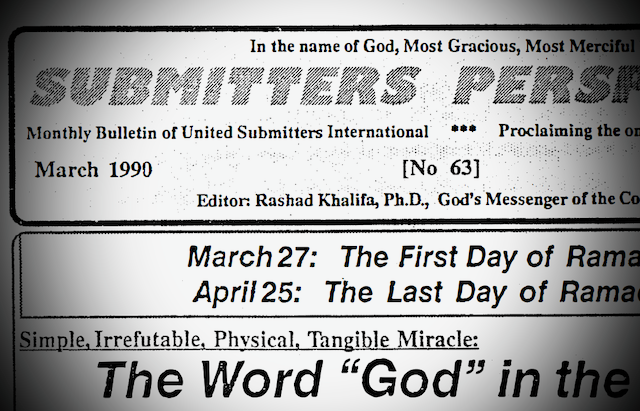 In the name of God, Most Gracious, Most Merciful
SUBMITTERS
Monthly Bulletin of United Submitters International *** Proclaiming the
March 1990 [No 63]
Editor: Rashad Khalifa, Ph.D., God's Messenger of the
March 27: The First Day of
April 25: The Last Day of
Simple, Irrefutable, Physical, Tangible Miracle:
The Word "God" in the